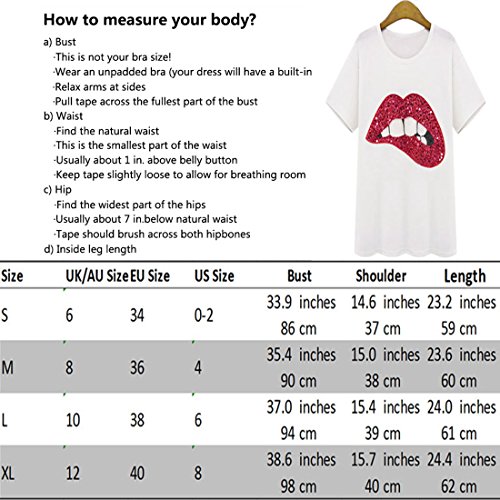 How to measure your body?
a) Bust
·This is not your bra size!
·Wear an unpadded bra (your dress will have a built-in
·Relax arms at sides
·Pull tape across the fullest part of the bust
b) Waist
·Find the natural waist
·This is the smallest part of the waist
·Usually about 1 in. above belly button
·Keep tape slightly loose to allow for breathing room
c) Hip
·Find the widest part of the hips
·Usually about 7 in.below natural waist
·Tape should brush across both hipbones
d) Inside leg length
Size UK/AU Size EU Size US Size Bust Shoulder Length
S 6 34 0-2 33.9 inches 86 cm 14.6 inches 37 cm 23.2 inches 59 cm
M 8 36 4 35.4 inches 90 cm 15.0 inches 38 cm 23.6 inches 60 cm
L 10 38 6 37.0 inches 94 cm 15.4 inches 39 cm 24.0 inches 61 cm
XL 12 40 8 38.6 inches 98 cm 15.7 inches 40 cm 24.4 inches 62 cm